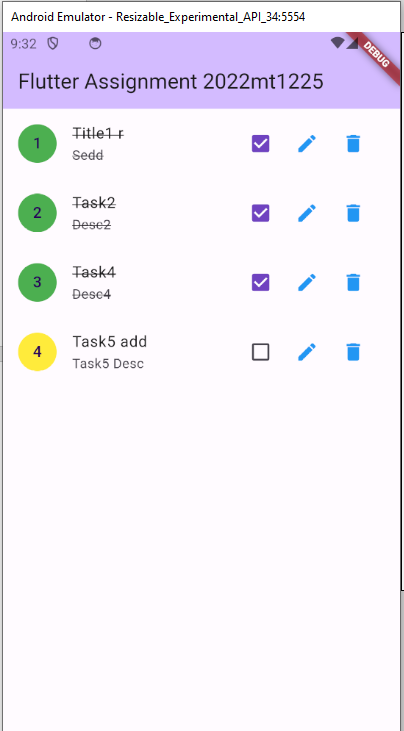 Android Emulator - Resizable_Experimental_API_34:5554
9:32
DEBUG
Flutter Assignment 2022mt1225
1 Title1 r
Sedd
2 Task2
Desc2
3 Task4
Desc4
4 Task5 add
Task5 Desc